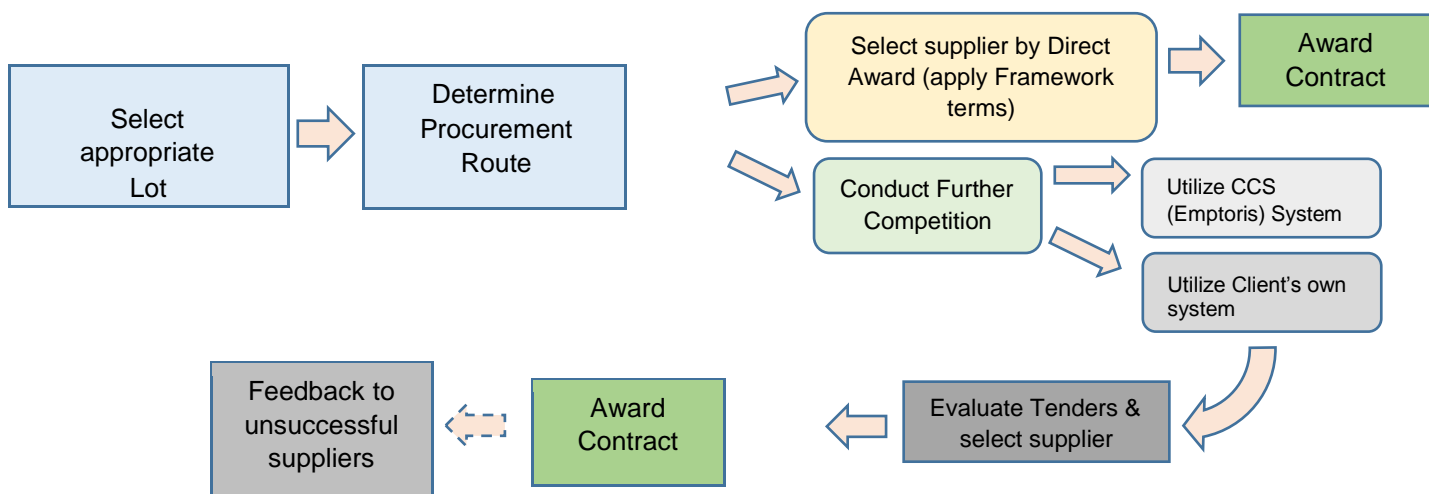 Select
appropriate
Lot
Determine
Procurement
Route
Select supplier by Direct
Award (apply Framework
terms)
Award
Contract
Conduct Further
Competition
Utilize CCS
(Emptoris) System
Utilize Client’s own
system
Evaluate Tenders &
select supplier
Award
Contract
Feedback to
unsuccessful
suppliers